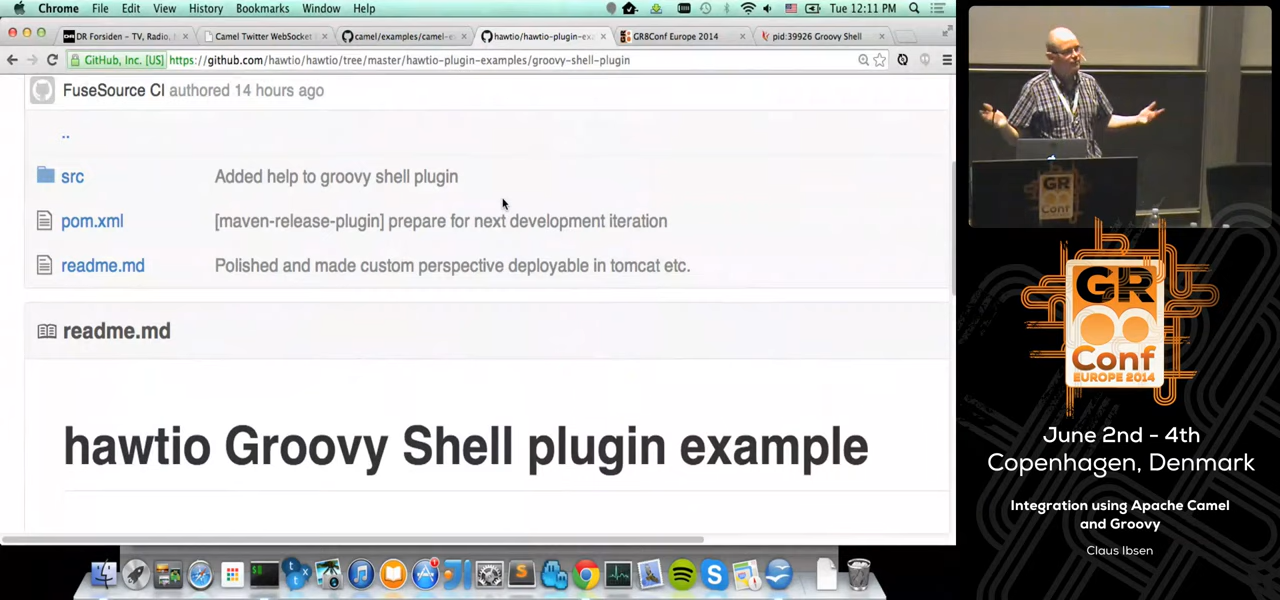 Chrome File Edit View History Bookmarks Window Help Tue 12:11 PM
DR Forsiden – TV, Radio, Camel Twitter WebSocket camel/examples/camel-e hawtio/hawtio-plugin-exa GR8Conf Europe 2014 pid:39926 Groovy Shell
GitHub, Inc. [US] https://github.com/hawtio/hawtio/tree/master/hawtio-plugin-examples/groovy-shell-plugin
FuseSource CI authored 14 hours ago
..
src Added help to groovy shell plugin
pom.xml [maven-release-plugin] prepare for next development iteration
readme.md Polished and made custom perspective deployable in tomcat etc.
readme.md
hawtio Groovy Shell plugin example
GR
Conf
GR
Conf
EUROPE 2014
June 2nd - 4th
Copenhagen, Denmark
Integration using Apache Camel
and Groovy
Claus Ibsen